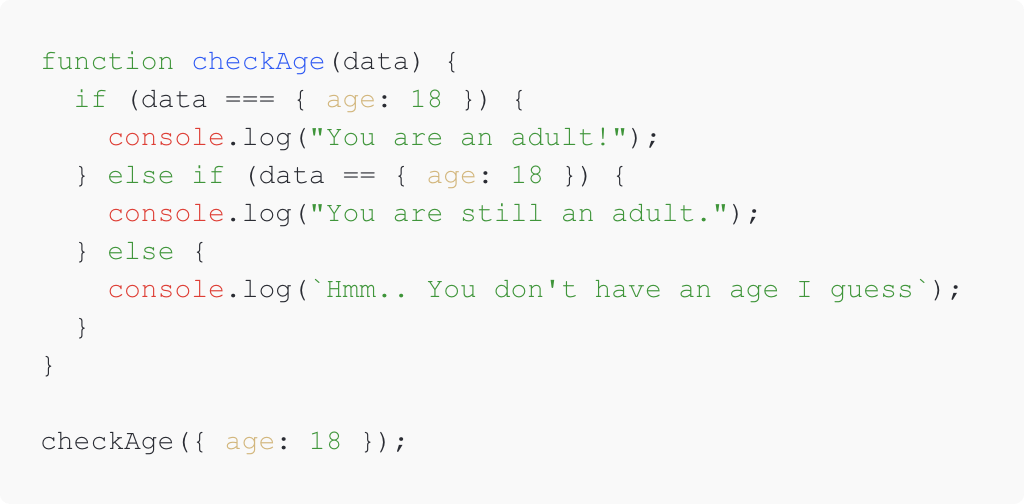 function checkAge(data) {
  if (data === { age: 18 }) {
    console.log("You are an adult!");
  } else if (data == { age: 18 }) {
    console.log("You are still an adult.");
  } else {
    console.log(`Hmm.. You don't have an age I guess`);
  }
}

checkAge({ age: 18 });